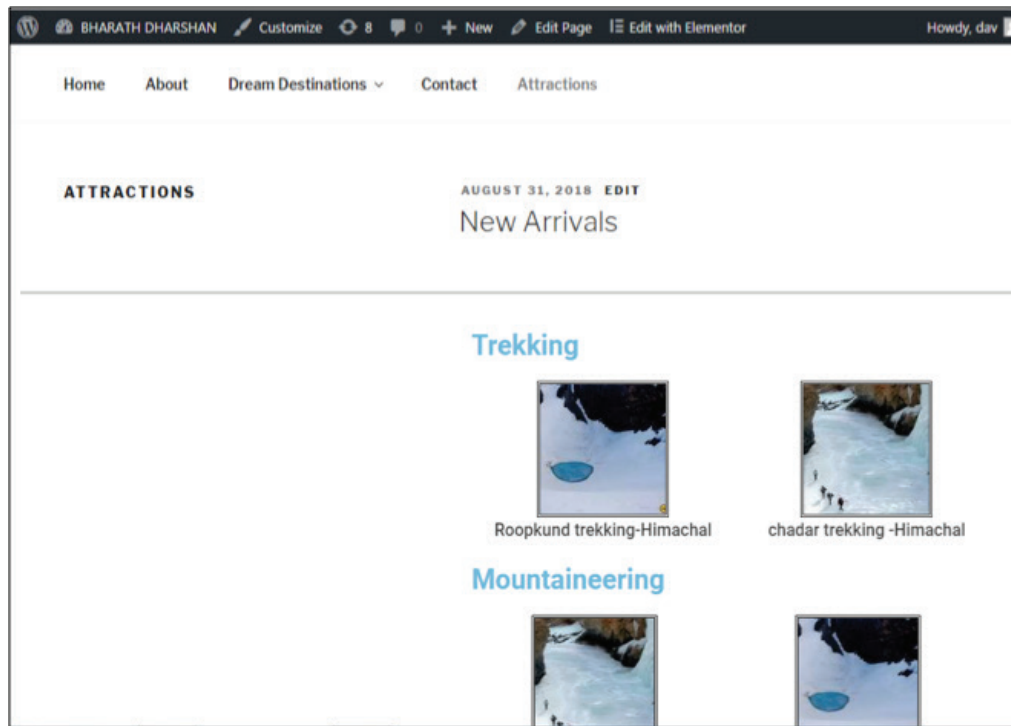 BHARATH DHARSHAN Customize 8 0 New Edit Page Edit with Elementor Howdy, dav
Home About Dream Destinations Contact Attractions
ATTRACTIONS
AUGUST 31, 2018 EDIT
New Arrivals
Trekking
Roopkund trekking-Himachal chadar trekking -Himachal
Mountaineering